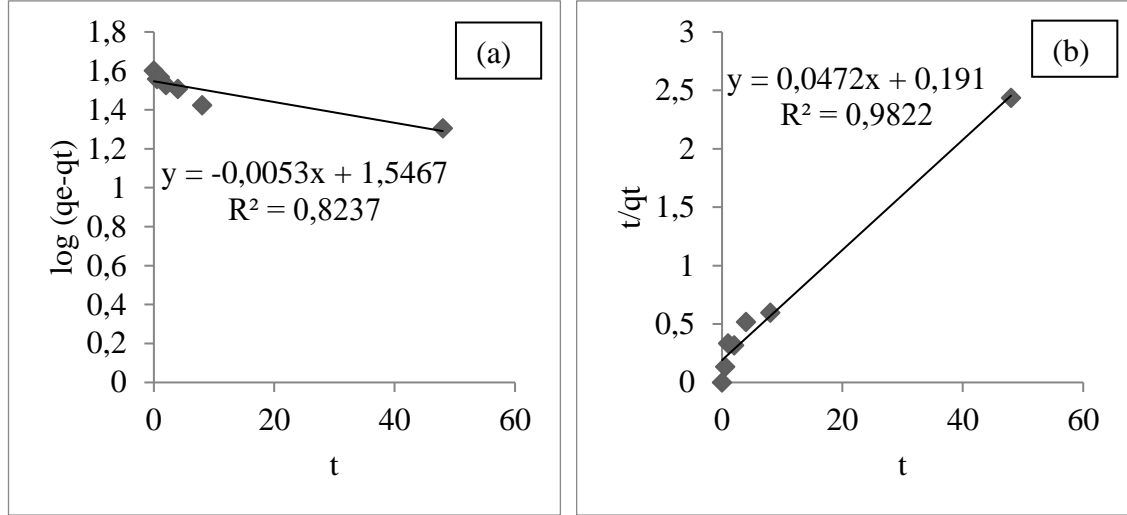 (a)
1,8
1,6
1,4
1,2
1
0,8
0,6
0,4
0,2
0
log (qe-qt)
y = -0,0053x + 1,5467
R² = 0,8237
0
20
40
60
t
(b)
3
2,5
2
1,5
1
0,5
0
t/qt
y = 0,0472x + 0,191
R² = 0,9822
0
20
40
60
t